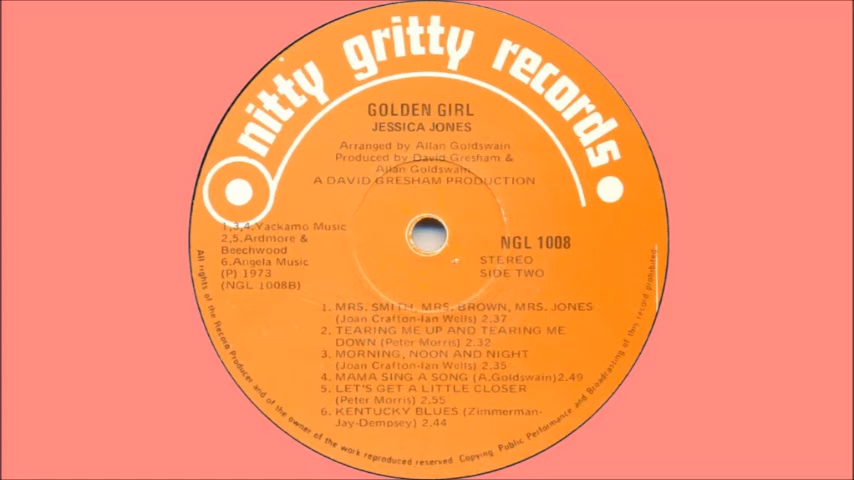 nitty gritty records.
GOLDEN GIRL
JESSICA JONES
Arranged by Allan Goldswain
Produced by David Gresham &
Allan Goldswain
A DAVID GRESHAM PRODUCTION
1,3,4.Yackamo Music
2,5.Ardmore &
Beechwood
6.Angela Music
(P) 1973
(NGL 1008B)
NGL 1008
STEREO
SIDE TWO
1. MRS. SMITH, MRS. BROWN, MRS. JONES
(Joan Crafton-Ian Wells) 2.37
2. TEARING ME UP AND TEARING ME
DOWN (Peter Morris) 2.32
3. MORNING, NOON AND NIGHT
(Joan Crafton-Ian Wells) 2.35
4. MAMA SING A SONG (A.Goldswain)2.49
5. LET'S GET A LITTLE CLOSER
(Peter Morris) 2,55
6. KENTUCKY BLUES (Zimmerman-
Jay-Dempsey) 2,44
All rights of the Record Producer and of the owner of the work reproduced reserved. Copying Public Performance and Broadcasting of this record prohibited